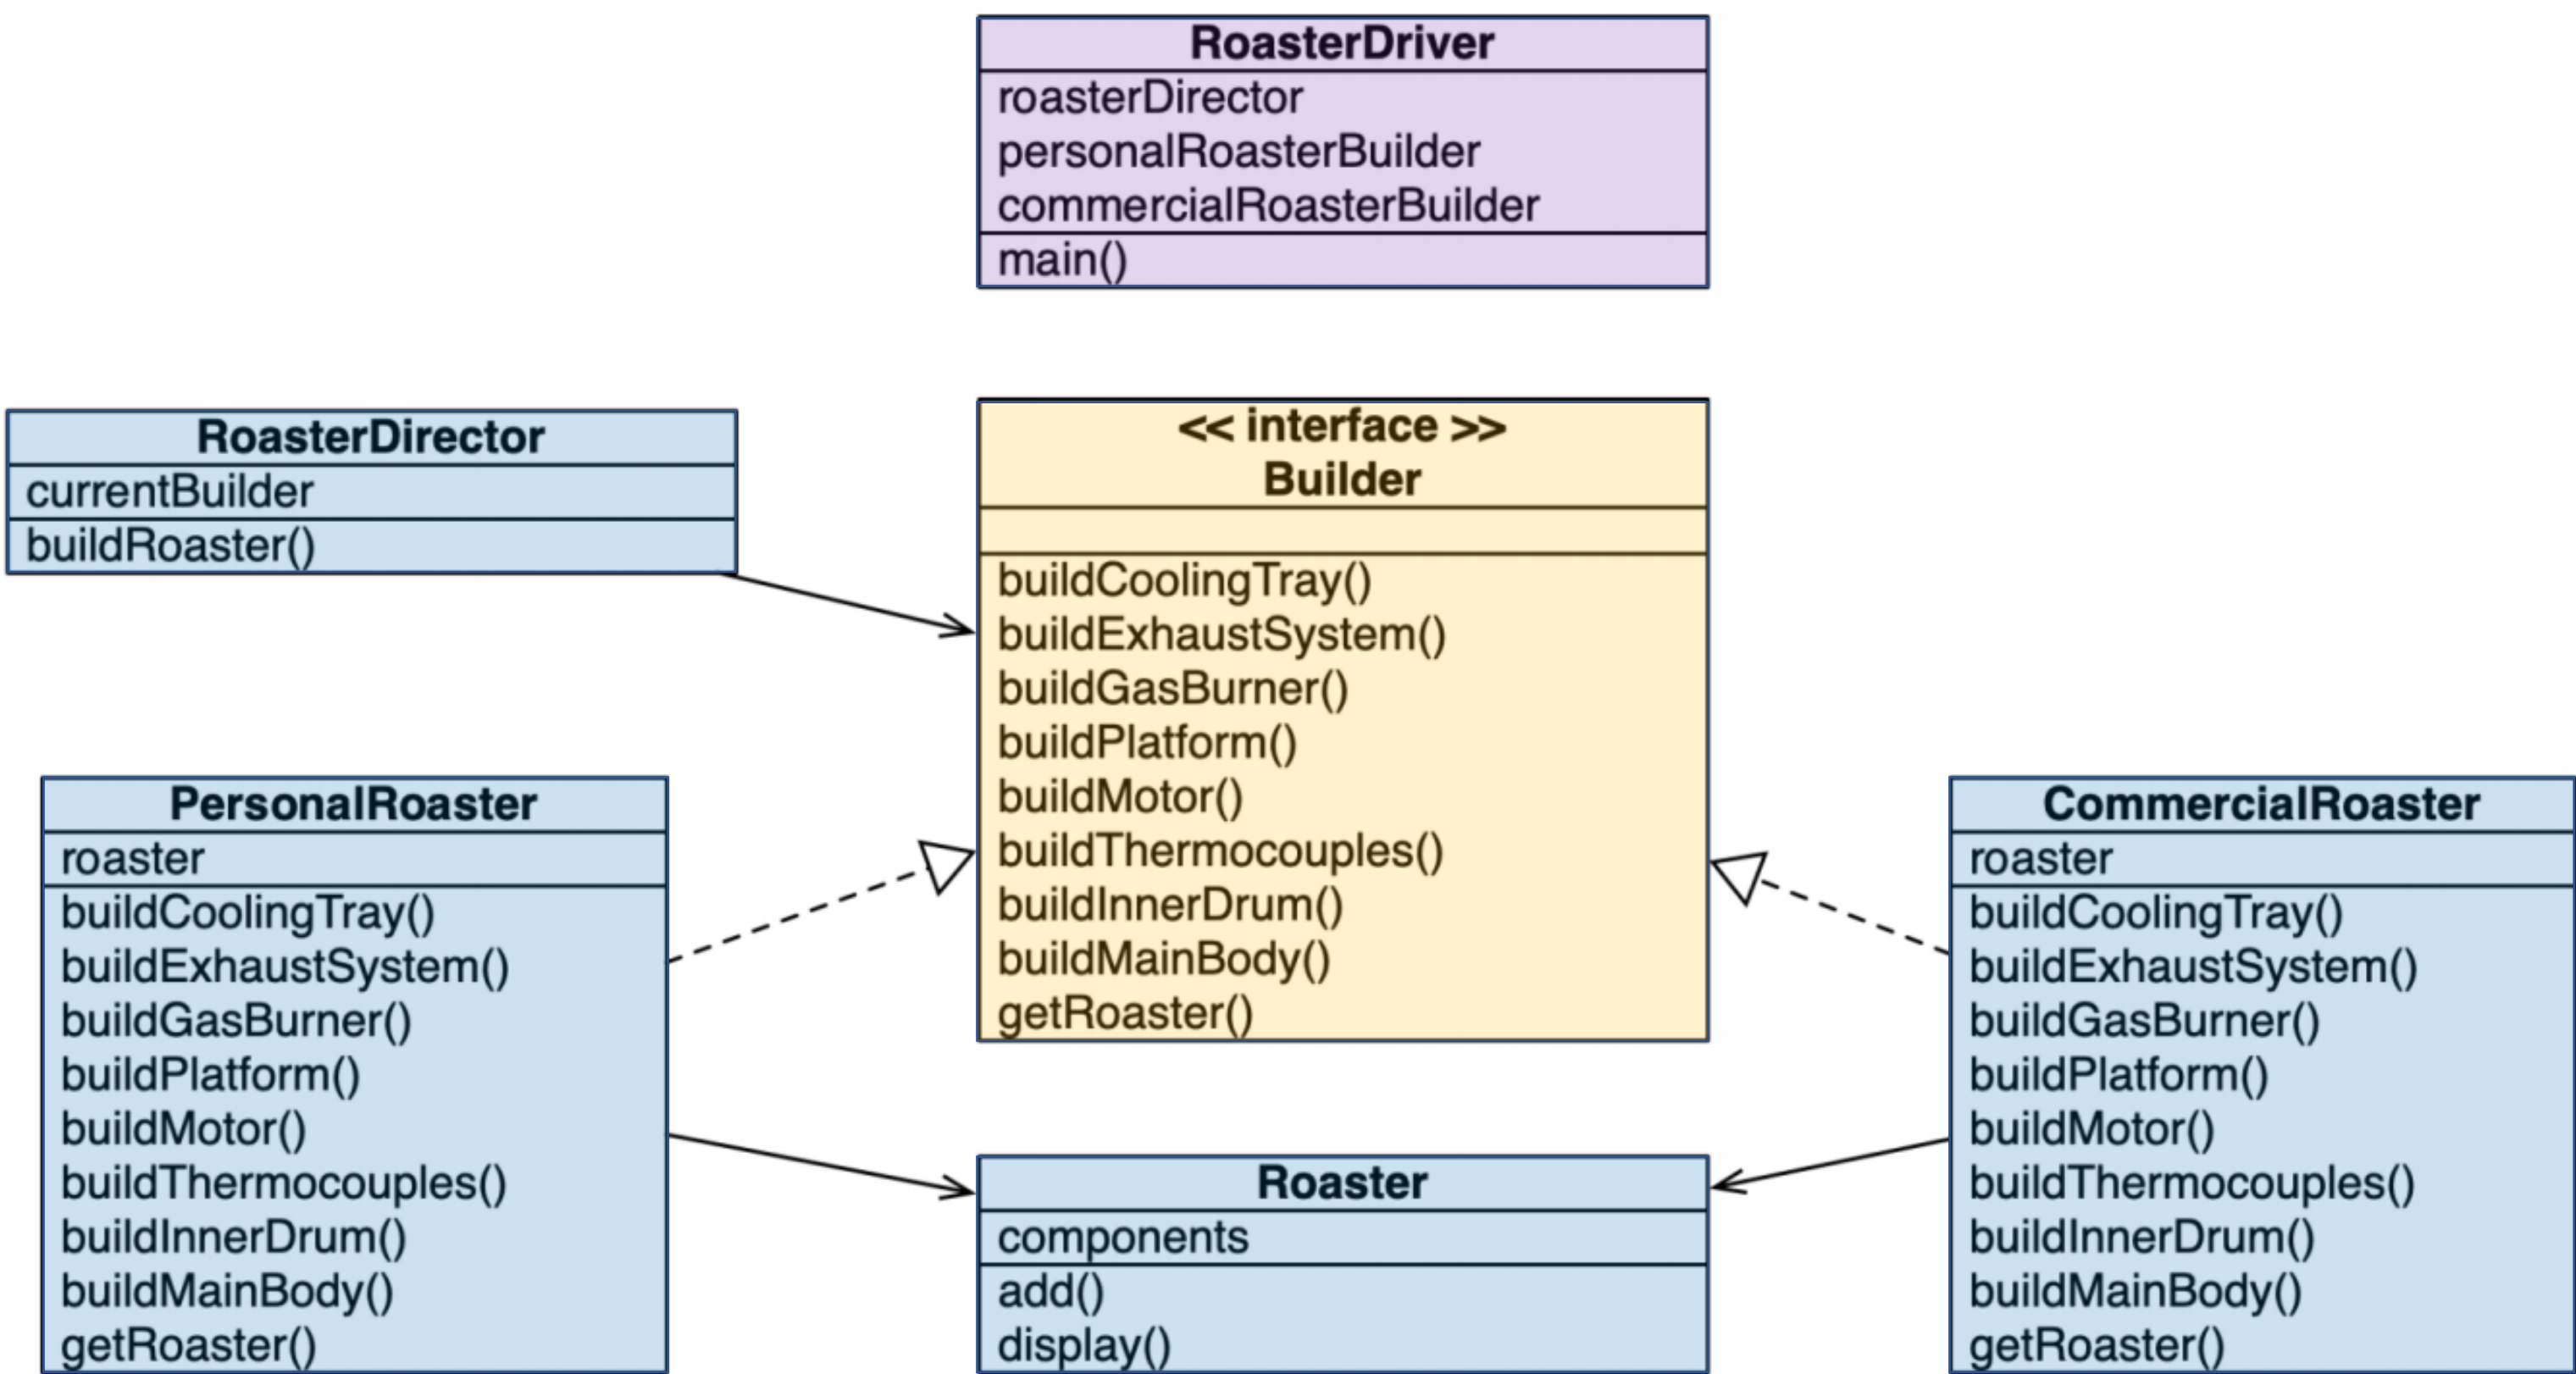 RoasterDriver
roasterDirector
personalRoasterBuilder
commercialRoasterBuilder
main()
RoasterDirector
currentBuilder
buildRoaster()
<< interface >>
Builder
buildCoolingTray()
buildExhaustSystem()
buildGasBurner()
buildPlatform()
buildMotor()
buildThermocouples()
buildInnerDrum()
buildMainBody()
getRoaster()
PersonalRoaster
roaster
buildCoolingTray()
buildExhaustSystem()
buildGasBurner()
buildPlatform()
buildMotor()
buildThermocouples()
buildInnerDrum()
buildMainBody()
getRoaster()
Roaster
components
add()
display()
CommercialRoaster
roaster
buildCoolingTray()
buildExhaustSystem()
buildGasBurner()
buildPlatform()
buildMotor()
buildThermocouples()
buildInnerDrum()
buildMainBody()
getRoaster()